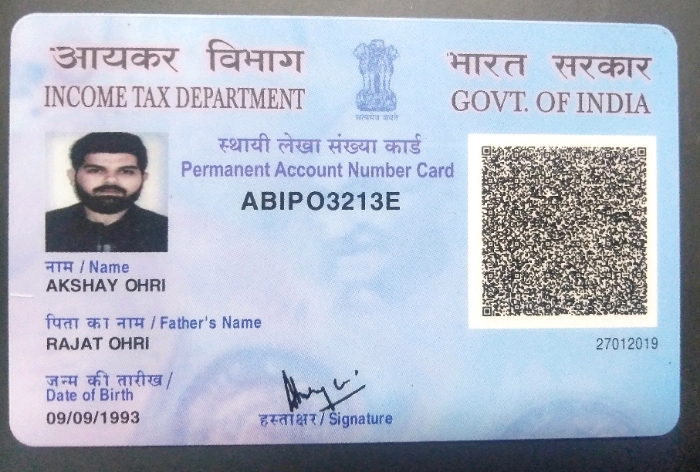 आयकर विभाग
INCOME TAX DEPARTMENT
सत्यमेव जयते
भारत सरकार
GOVT. OF INDIA
स्थायी लेखा संख्या कार्ड
Permanent Account Number Card
ABIPO3213E
नाम / Name
AKSHAY OHRI
पिता का नाम / Father's Name
RAJAT OHRI
27012019
जन्म की तारीख /
Date of Birth
09/09/1993
हस्ताक्षर / Signature